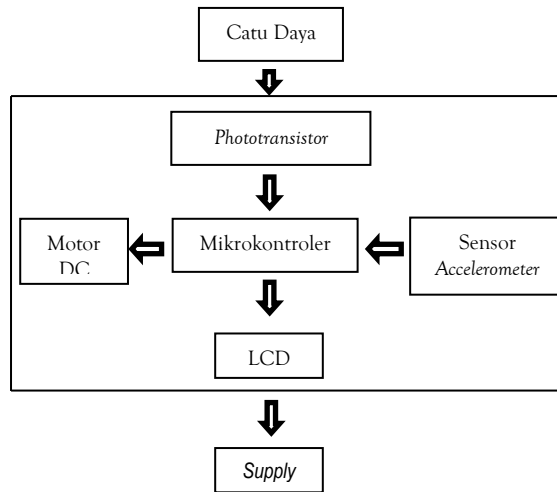 Catu Daya
Phototransistor
Motor
DC
Mikrokontroler
Sensor
Accelerometer
LCD
Supply